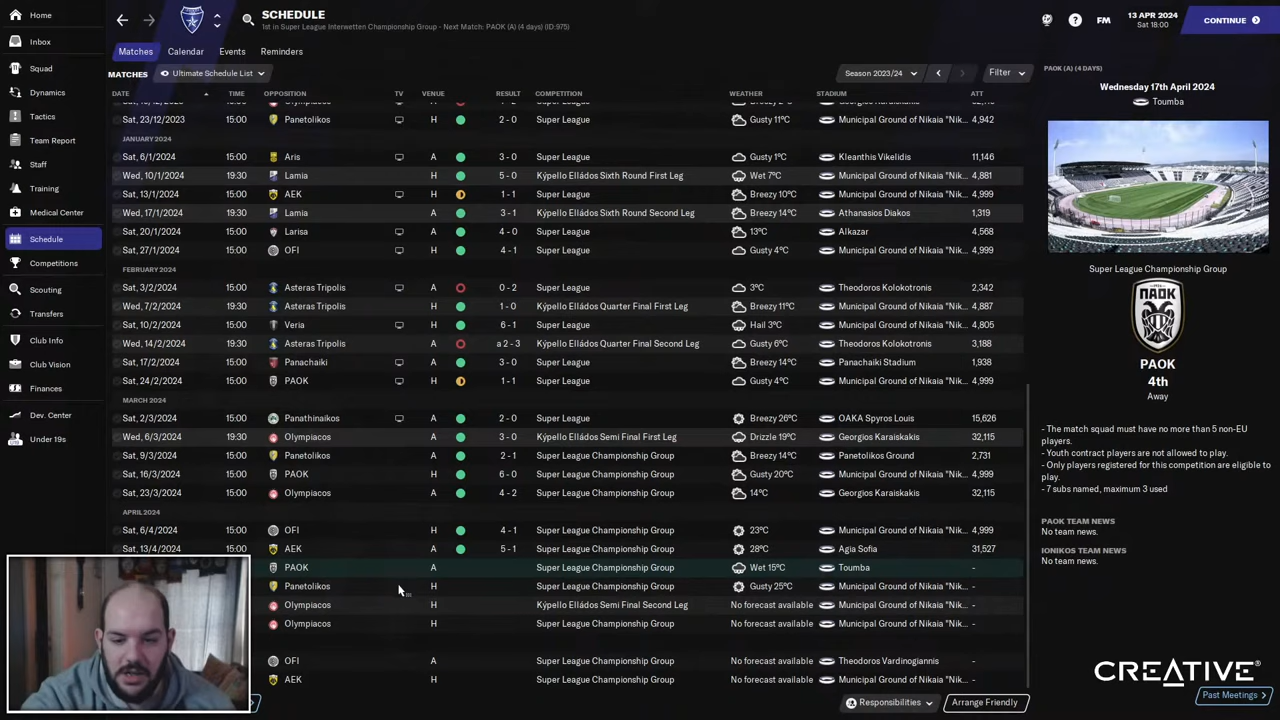 Home
SCHEDULE
1st in Super League Interwetten Championship Group - Next Match: PAOK (A) (4 days) (ID:975)
? FM 13 APR 2024
Sat 18:00
CONTINUE
Inbox
Matches Calendar Events Reminders
Squad
MATCHES Ultimate Schedule List
Season 2023/24 Filter
Dynamics
Tactics
Team Report
Staff
Training
Medical Center
Schedule
Competitions
Scouting
Transfers
Club Info
Club Vision
Finances
Dev. Center
Under 19s
DATE TIME OPPOSITION TV VENUE RESULT COMPETITION WEATHER STADIUM ATT
Sat, 23/12/2023 15:00 Panetolikos H 2 - 0 Super League Gusty 11°C Municipal Ground of Nikaia "Nik... 4,942
JANUARY 2024
Sat, 6/1/2024 15:00 Aris A 3 - 0 Super League Gusty 1°C Kleanthis Vikelidis 11,146
Wed, 10/1/2024 19:30 Lamia H 5 - 0 Kýpello Elládos Sixth Round First Leg Wet 7°C Municipal Ground of Nikaia "Nik... 4,881
Sat, 13/1/2024 15:00 AEK H 1 - 1 Super League Breezy 10°C Municipal Ground of Nikaia "Nik... 4,999
Wed, 17/1/2024 19:30 Lamia A 3 - 1 Kýpello Elládos Sixth Round Second Leg Breezy 14°C Athanasios Diakos 1,319
Sat, 20/1/2024 15:00 Larisa A 4 - 0 Super League 13°C Alkazar 4,568
Sat, 27/1/2024 15:00 OFI H 4 - 1 Super League Gusty 4°C Municipal Ground of Nikaia "Nik... 4,999
FEBRUARY 2024
Sat, 3/2/2024 15:00 Asteras Tripolis A 0 - 2 Super League 3°C Theodoros Kolokotronis 2,342
Wed, 7/2/2024 19:30 Asteras Tripolis H 1 - 0 Kýpello Elládos Quarter Final First Leg Breezy 11°C Municipal Ground of Nikaia "Nik... 4,887
Sat, 10/2/2024 15:00 Veria H 6 - 1 Super League Hail 3°C Municipal Ground of Nikaia "Nik... 4,805
Wed, 14/2/2024 19:30 Asteras Tripolis A a 2 - 3 Kýpello Elládos Quarter Final Second Leg Gusty 6°C Theodoros Kolokotronis 3,188
Sat, 17/2/2024 15:00 Panachaiki A 3 - 0 Super League Breezy 14°C Panachaiki Stadium 1,938
Sat, 24/2/2024 15:00 PAOK H 1 - 1 Super League Gusty 4°C Municipal Ground of Nikaia "Nik... 4,999
MARCH 2024
Sat, 2/3/2024 15:00 Panathinaikos A 2 - 0 Super League Breezy 26°C OAKA Spyros Louis 15,626
Wed, 6/3/2024 19:30 Olympiacos A 3 - 0 Kýpello Elládos Semi Final First Leg Drizzle 19°C Georgios Karaiskakis 32,115
Sat, 9/3/2024 15:00 Panetolikos A 2 - 1 Super League Championship Group Breezy 14°C Panetolikos Ground 2,731
Sat, 16/3/2024 15:00 PAOK H 6 - 0 Super League Championship Group Gusty 20°C Municipal Ground of Nikaia "Nik... 4,999
Sat, 23/3/2024 15:00 Olympiacos A 4 - 2 Super League Championship Group 14°C Georgios Karaiskakis 32,115
APRIL 2024
Sat, 6/4/2024 15:00 OFI H 4 - 1 Super League Championship Group 23°C Municipal Ground of Nikaia "Nik... 4,999
Sat, 13/4/2024 15:00 AEK A 5 - 1 Super League Championship Group 28°C Agia Sofia 31,527
PAOK A Super League Championship Group Wet 15°C Toumba -
Panetolikos H Super League Championship Group Gusty 25°C Municipal Ground of Nikaia "Nik... -
Olympiacos H Kýpello Elládos Semi Final Second Leg No forecast available Municipal Ground of Nikaia "Nik... -
Olympiacos H Super League Championship Group No forecast available Municipal Ground of Nikaia "Nik... -
OFI A Super League Championship Group No forecast available Theodoros Vardinogiannis -
AEK H Super League Championship Group No forecast available Municipal Ground of Nikaia "Nik... -
Responsibilities Arrange Friendly
PAOK (A) (4 DAYS)
Wednesday 17th April 2024
Toumba
Super League Championship Group
ΠΑΟΚ
PAOK
4th
Away
- The match squad must have no more than 5 non-EU
players.
- Youth contract players are not allowed to play.
- Only players registered for this competition are eligible to
play.
- 7 subs named, maximum 3 used
PAOK TEAM NEWS
No team news.
IONIKOS TEAM NEWS
No team news.
CREATIVE
Past Meetings